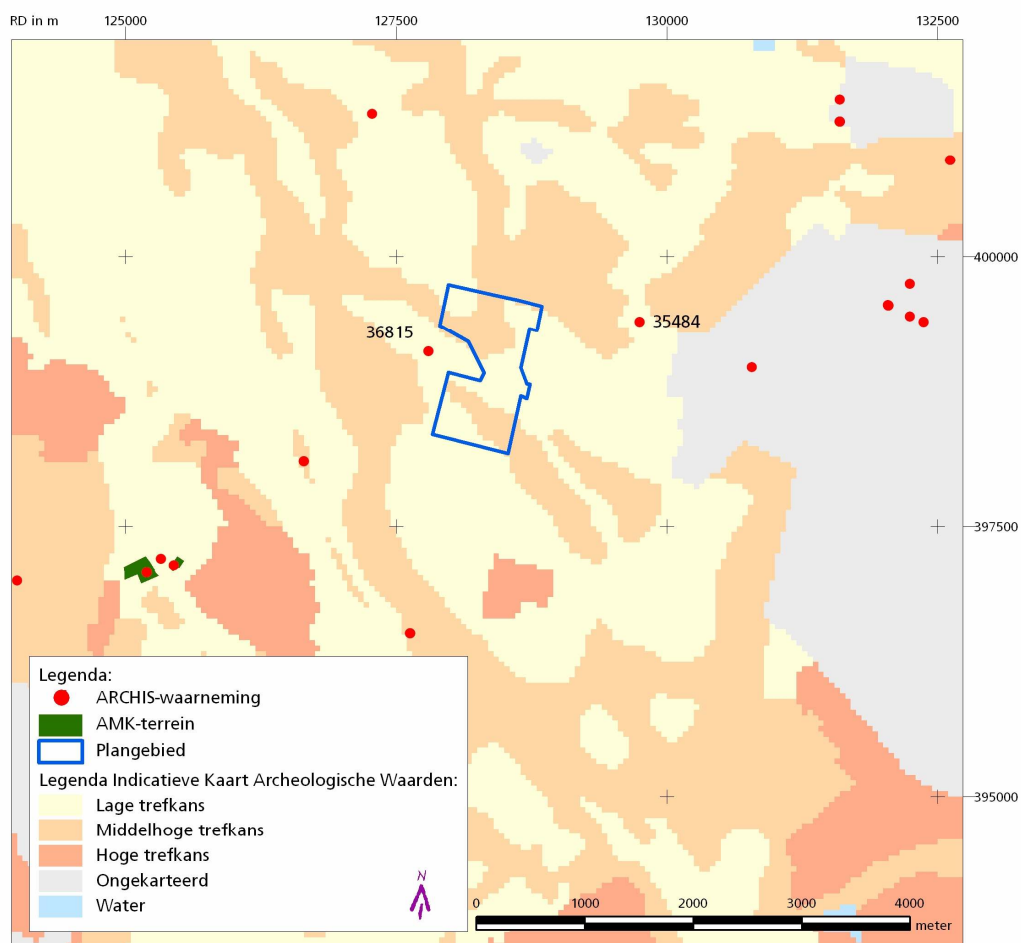 RD in m 125000 127500 130000 132500
400000
35484
36815
397500
Legenda:
ARCHIS-waarneming
AMK-terrein
Plangebied
Legenda Indicatieve Kaart Archeologische Waarden:
395000
Lage trefkans
Middelhoge trefkans
Hoge trefkans
Ongekarteerd
Water
N
0 1000 2000 3000 4000
meter